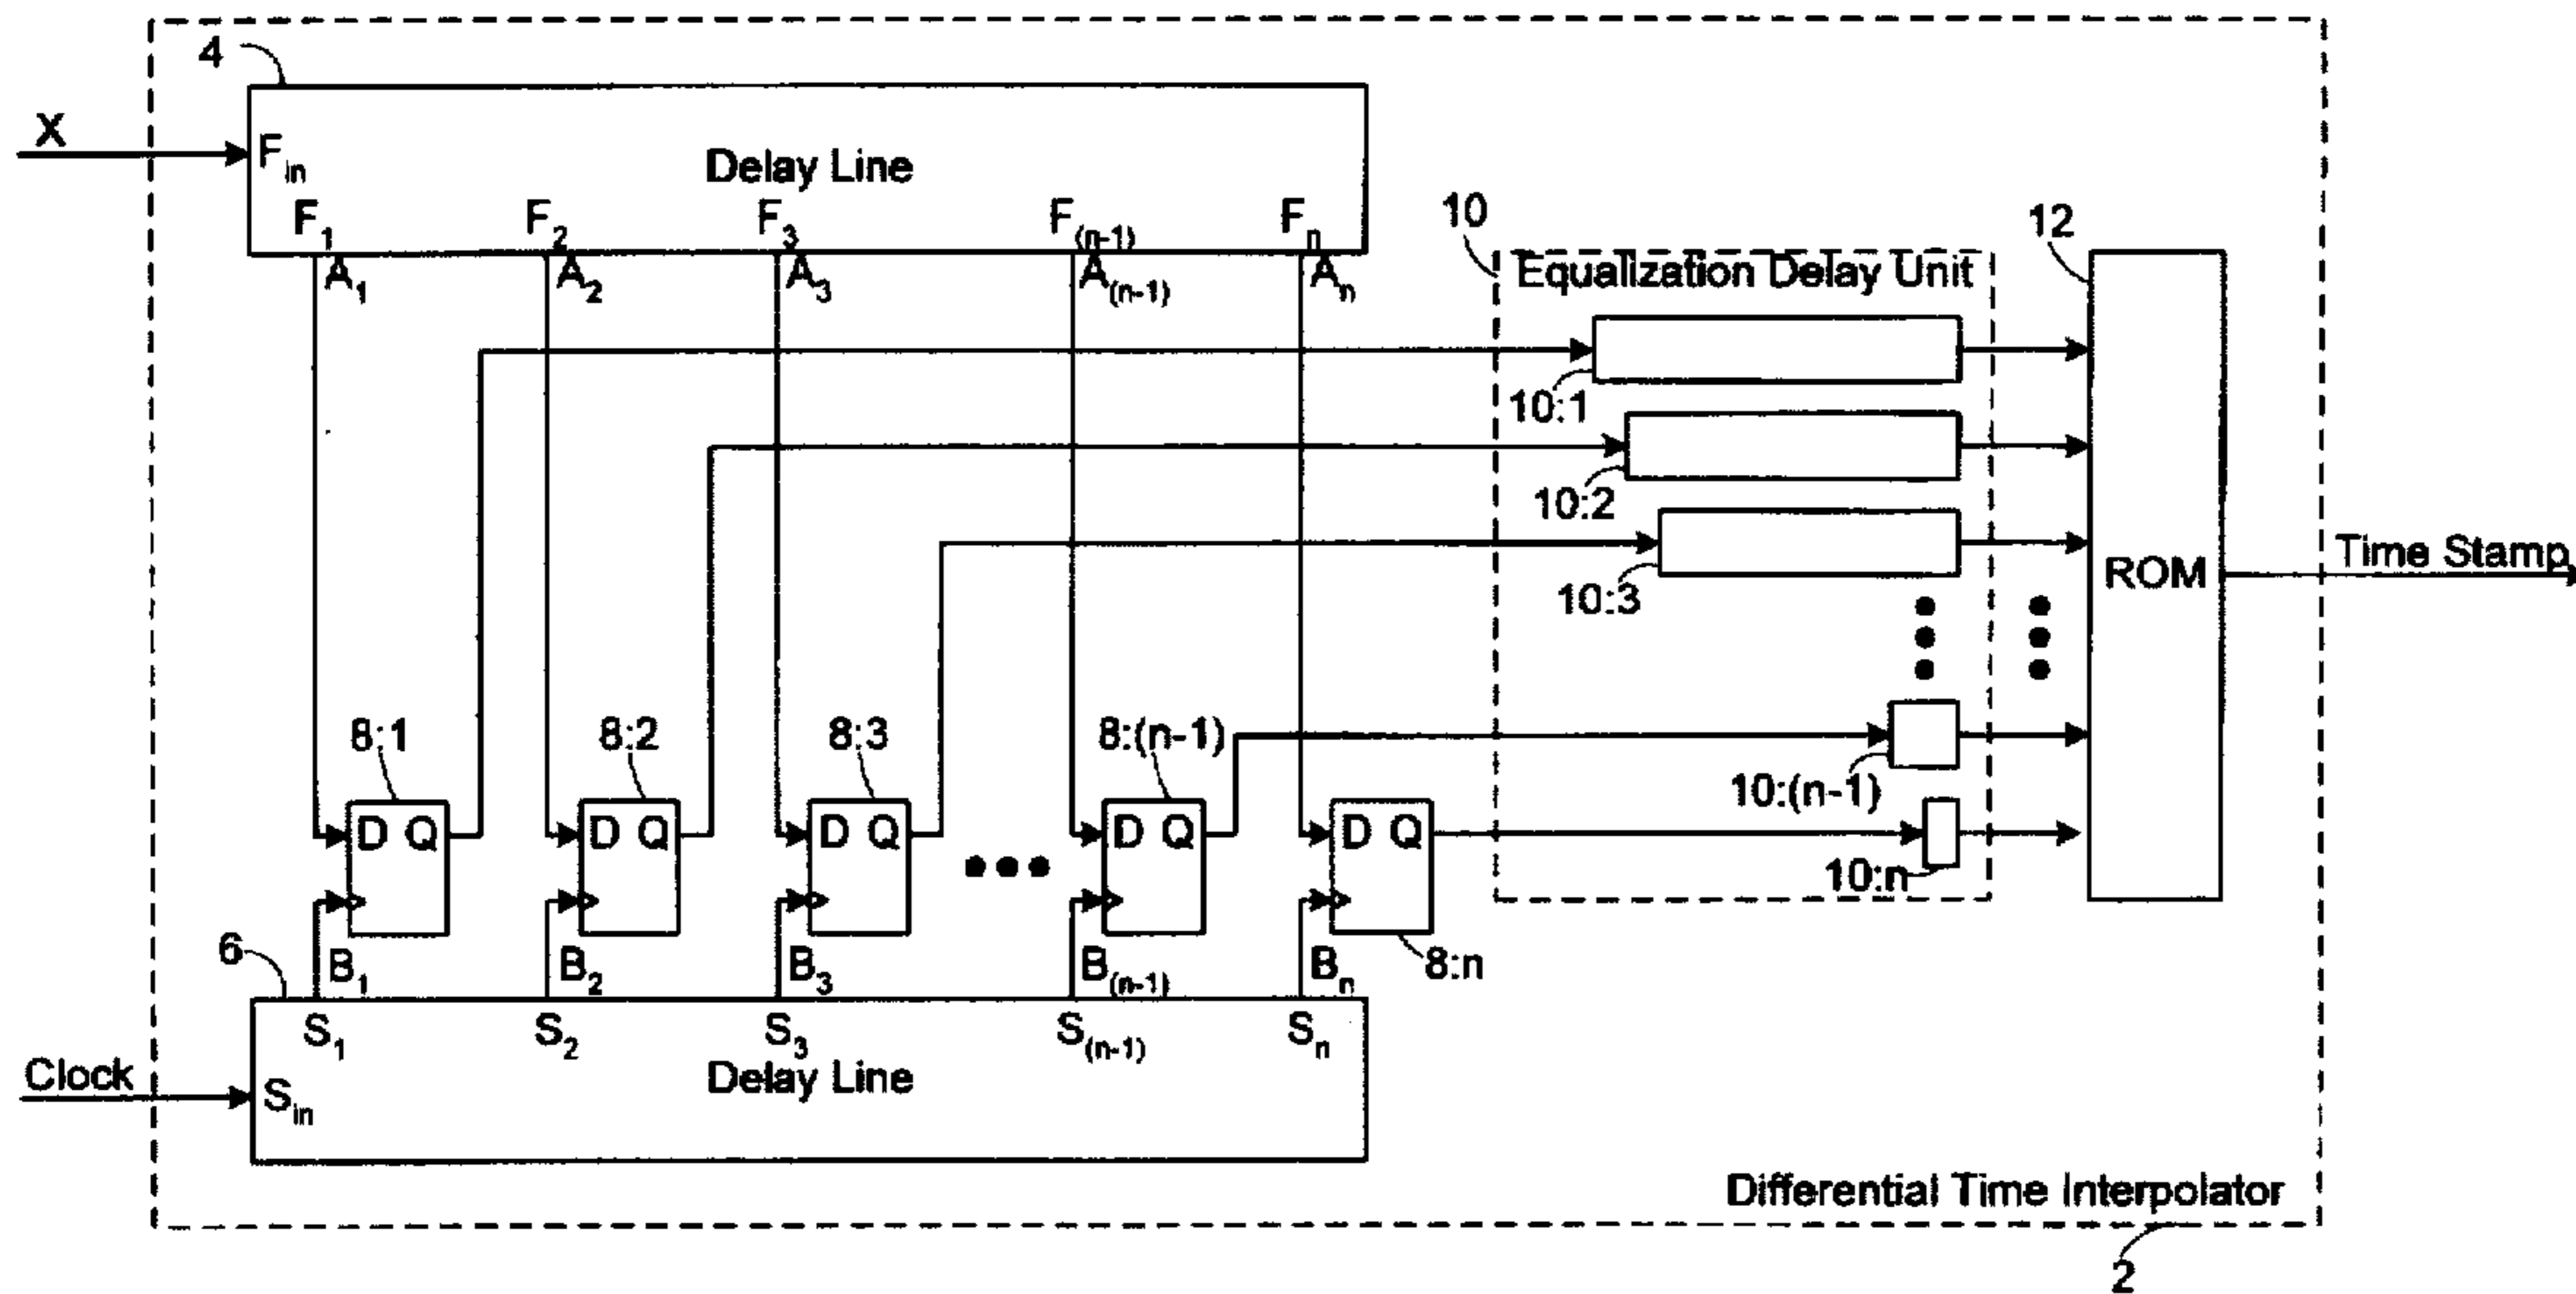 4
X
F_in
Delay Line
F_1 F_2 F_3 F_(n-1) F_n
A_1 A_2 A_3 A_(n-1) A_n
10
Equalization Delay Unit
12
10:1
10:2
10:3
ROM
Time Stamp
8:1 8:2 8:3 8:(n-1)
10:(n-1)
D Q D Q D Q D Q D Q
10:n
6
B_1 B_2 B_3 B_(n-1) B_n
8:n
S_1 S_2 S_3 S_(n-1) S_n
Clock
S_in
Delay Line
Differential Time Interpolator
2